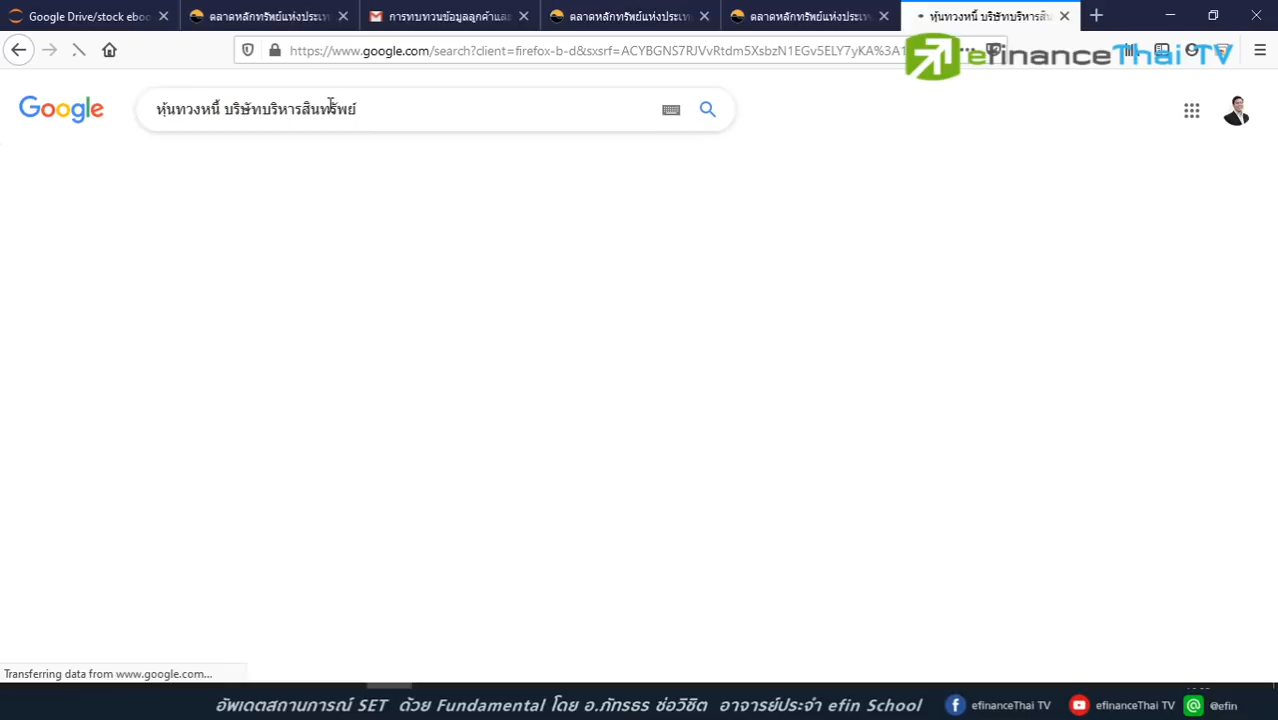 Google Drive/stock eboo
ตลาดหลักทรัพย์แห่งประเท
การทบทวนข้อมูลลูกค้าและ
ตลาดหลักทรัพย์แห่งประเท
ตลาดหลักทรัพย์แห่งประเท
หุ้นทวงหนี้ บริษัทบริหารสิน
https://www.google.com/search?client=firefox-b-d&sxsrf=ACYBGNS7RJVvRtdm5XsbzN1EGv5ELY7yKA%3A1
efinanceThai TV
Google
หุ้นทวงหนี้ บริษัทบริหารสินทรัพย์
Transferring data from www.google.com...
อัพเดตสถานการณ์ SET ด้วย Fundamental โดย อ.ภัทรธร ช่อวิชิต อาจารย์ประจำ efin School
efinanceThai TV
efinanceThai TV
@efin